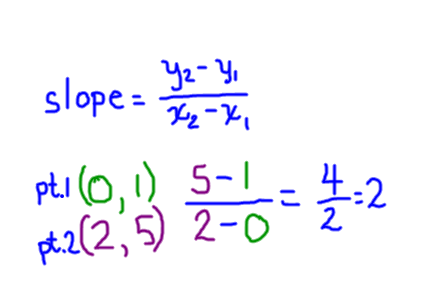 slope = (y₂ - y₁)/(x₂ - x₁)
pt.1 (0, 1)
pt.2 (2, 5)
(5 - 1)/(2 - 0) = 4/2 = 2